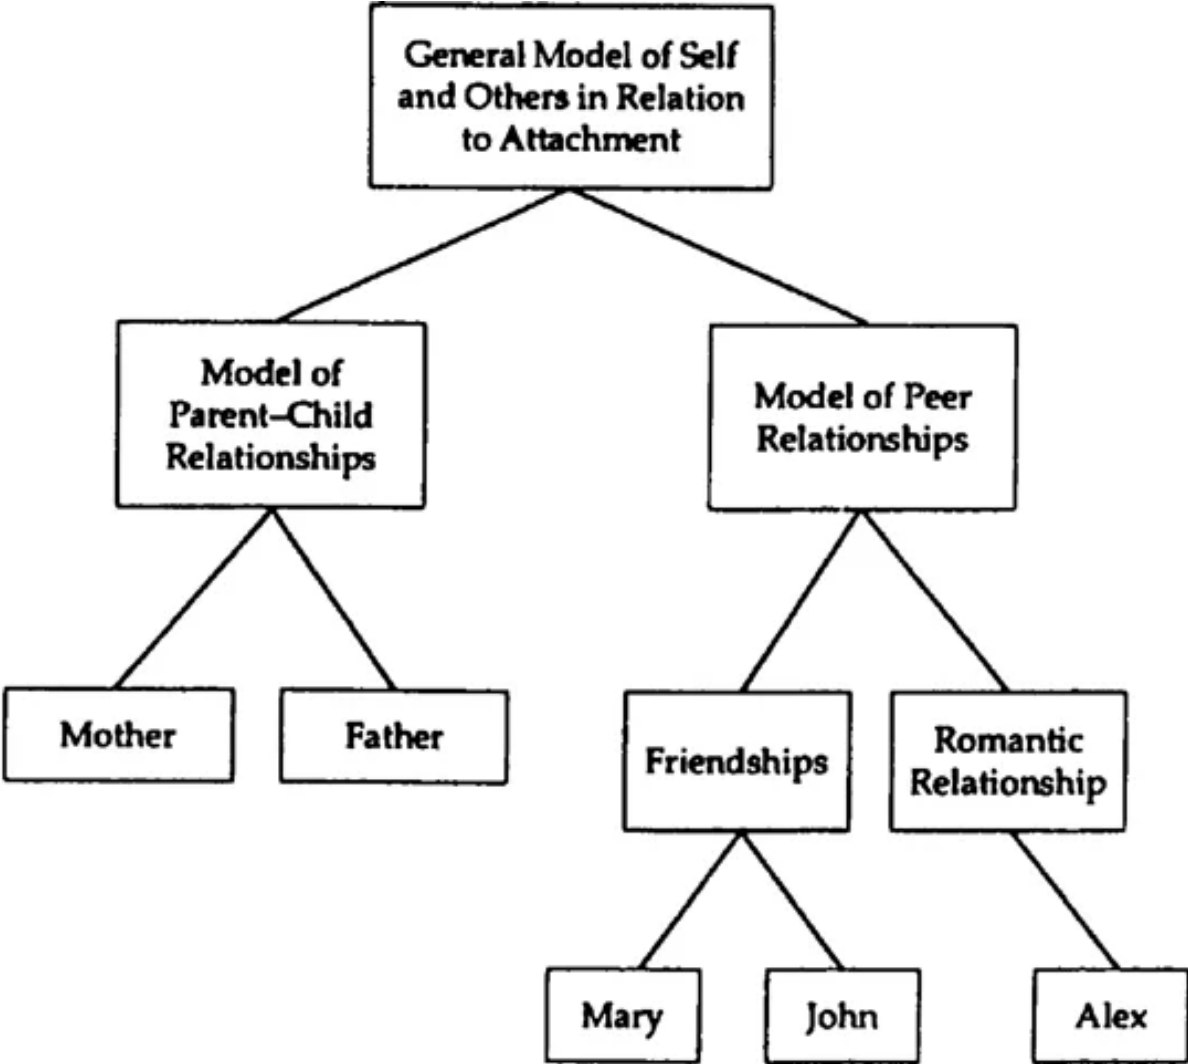 General Model of Self
and Others in Relation
to Attachment
Model of
Parent–Child
Relationships
Model of Peer
Relationships
Mother
Father
Friendships
Romantic
Relationship
Mary
John
Alex